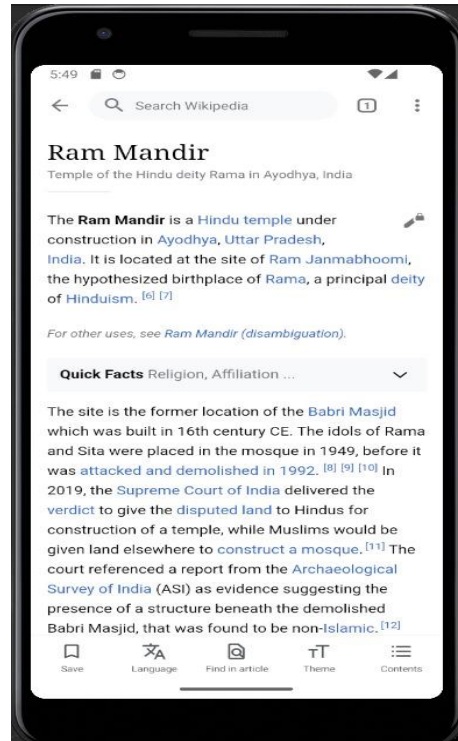 5:49
Search Wikipedia
1
Ram Mandir
Temple of the Hindu deity Rama in Ayodhya, India
The Ram Mandir is a Hindu temple under
construction in Ayodhya, Uttar Pradesh,
India. It is located at the site of Ram Janmabhoomi,
the hypothesized birthplace of Rama, a principal deity
of Hinduism. [6] [7]
For other uses, see Ram Mandir (disambiguation).
Quick Facts Religion, Affiliation ...
The site is the former location of the Babri Masjid
which was built in 16th century CE. The idols of Rama
and Sita were placed in the mosque in 1949, before it
was attacked and demolished in 1992. [8] [9] [10] In
2019, the Supreme Court of India delivered the
verdict to give the disputed land to Hindus for
construction of a temple, while Muslims would be
given land elsewhere to construct a mosque. [11] The
court referenced a report from the Archaeological
Survey of India (ASI) as evidence suggesting the
presence of a structure beneath the demolished
Babri Masjid, that was found to be non-Islamic. [12]
Save Language Find in article Theme Contents